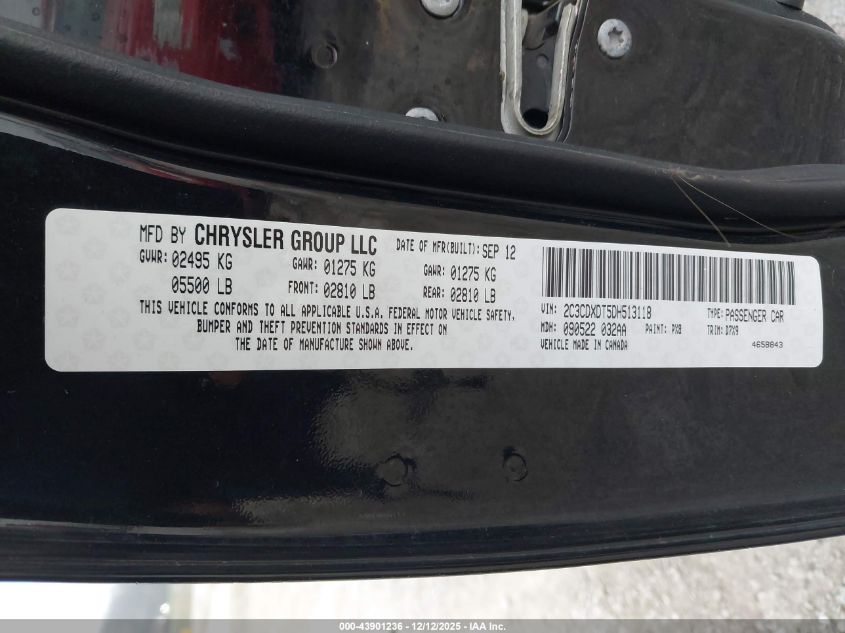 MFD BY CHRYSLER GROUP LLC DATE OF MFR(BUILT): SEP 12
GVWR: 02495 KG GAWR: 01275 KG GAWR: 01275 KG
05500 LB FRONT: 02810 LB REAR: 02810 LB
THIS VEHICLE CONFORMS TO ALL APPLICABLE U.S.A. FEDERAL MOTOR VEHICLE SAFETY,
BUMPER AND THEFT PREVENTION STANDARDS IN EFFECT ON
THE DATE OF MANUFACTURE SHOWN ABOVE.
VIN: 2C3CDXDT5DH513118 TYPE: PASSENGER CAR
MDH: 090522 032AA PAINT: PX8 TRIM: D7X9
VEHICLE MADE IN CANADA 4658843
000-43901236 - 12/12/2025 - IAA Inc.